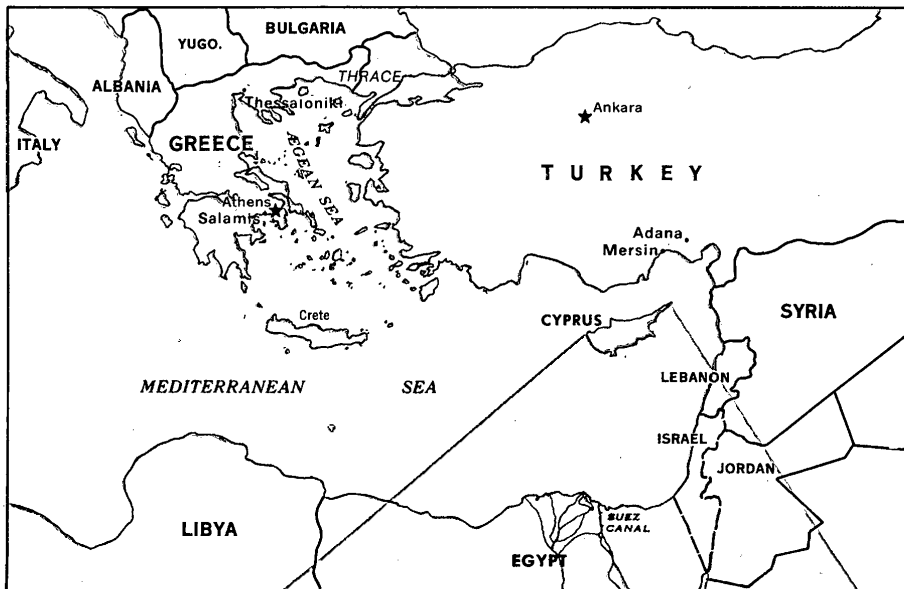 BULGARIA
YUGO.
THRACE
ALBANIA
Thessaloniki
Ankara
ITALY
GREECE
ÆGEAN SEA
TURKEY
Athens
Salamis
Adana
Mersin
Crete
CYPRUS
SYRIA
MEDITERRANEAN SEA
LEBANON
ISRAEL
JORDAN
LIBYA
SUEZ
CANAL
EGYPT